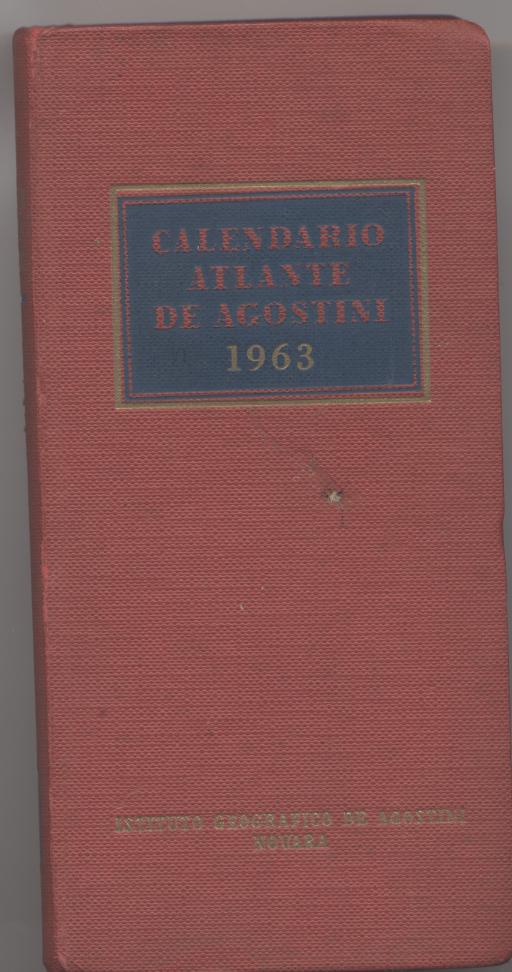 CALENDARIO
ATLANTE
DE AGOSTINI
1963
ISTITUTO GEOGRAFICO DE AGOSTINI
NOVARA